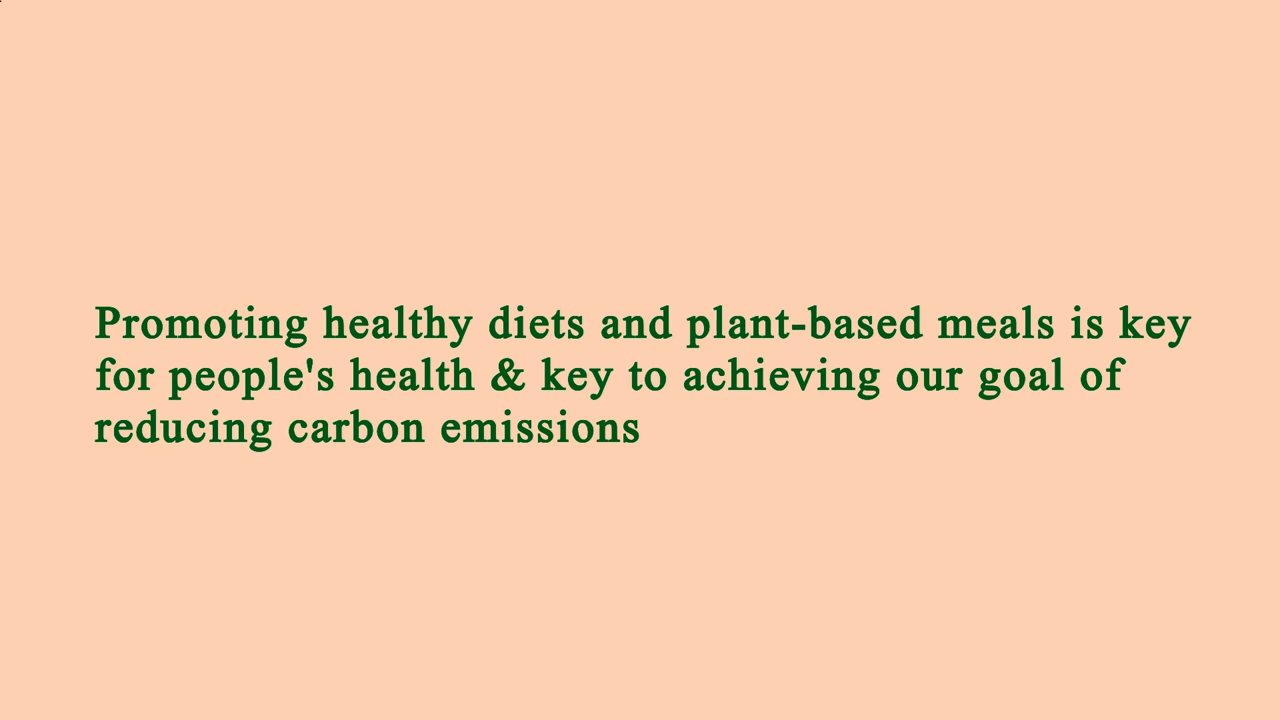 Promoting healthy diets and plant-based meals is key
for people's health & key to achieving our goal of
reducing carbon emissions